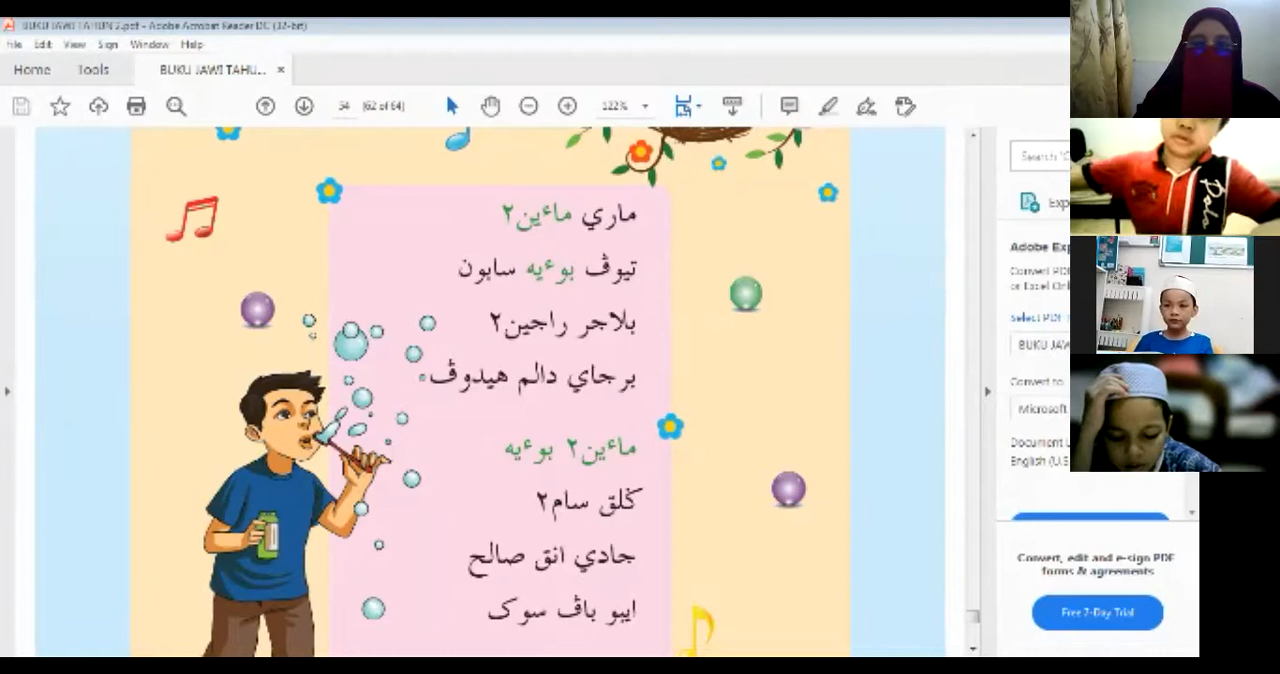 BUKU JAWI TAHUN 2.pdf - Adobe Acrobat Reader DC (32-bit)
File Edit View Sign Window Help
Home Tools BUKU JAWI TAHU... ×
54 (62 of 64) 122%
ماري ماءين٢
تيوڤ بوءيه سابون
بلاجر راجين٢
برجاي دالم هيدوڤ
ماءين٢ بوءيه
کݢلق سام٢
جادي انق صالح
ايبو باڤ سوک
Search
Exp
Adobe Exp
Convert PDF
or Excel Onl
Select PDF
BUKU JAW
Convert to
Microsoft
Document L
English (U.S
Convert, edit and e-sign PDF
forms & agreements
Free 7-Day Trial